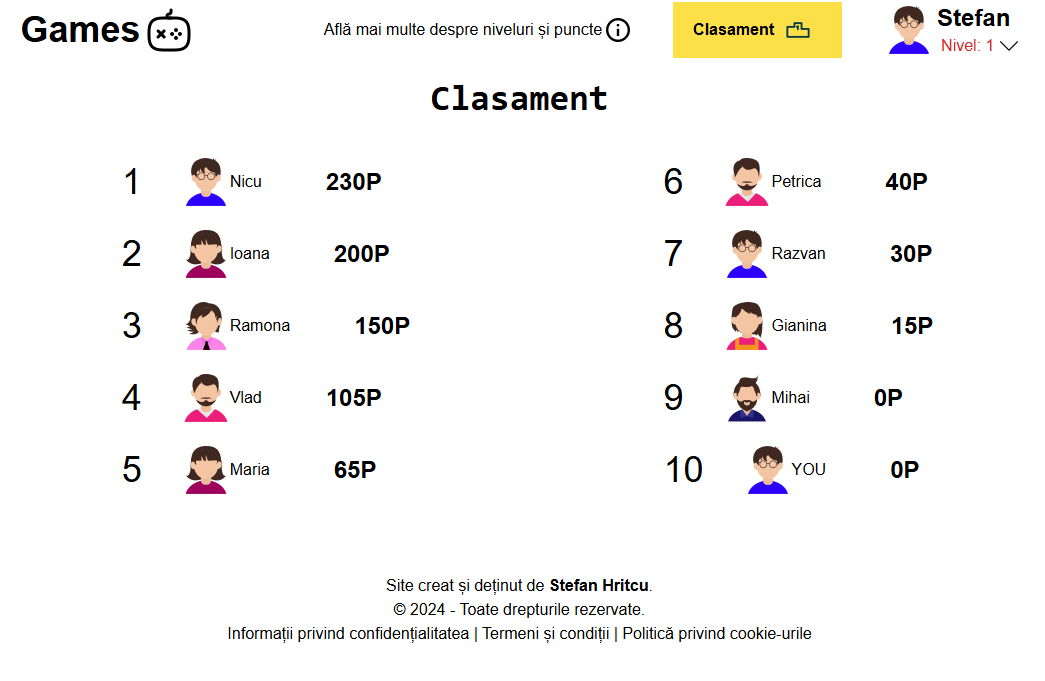 Games
Află mai multe despre niveluri și puncte
Clasament
Stefan
Nivel: 1
Clasament
1 Nicu 230P
2 Ioana 200P
3 Ramona 150P
4 Vlad 105P
5 Maria 65P
6 Petrica 40P
7 Razvan 30P
8 Gianina 15P
9 Mihai 0P
10 YOU 0P
Site creat și deținut de Stefan Hritcu.
© 2024 - Toate drepturile rezervate.
Informații privind confidențialitatea | Termeni și condiții | Politică privind cookie-urile